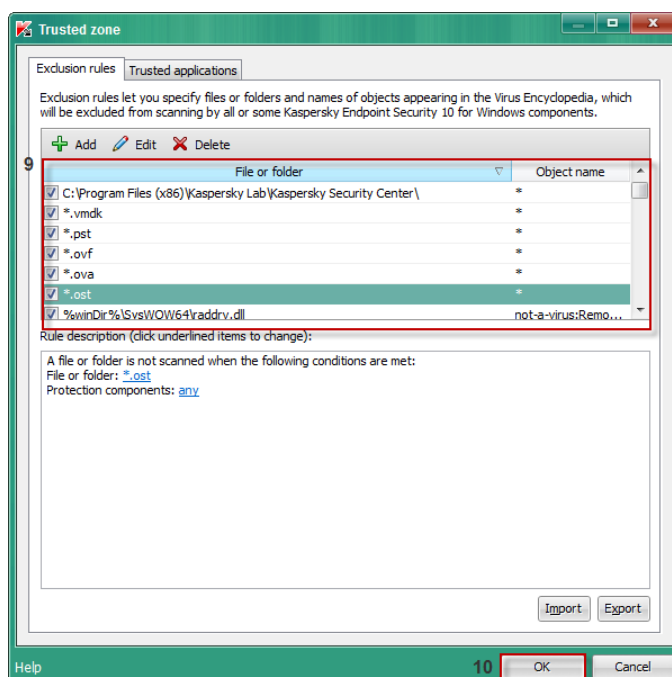 Trusted zone
Exclusion rules Trusted applications
Exclusion rules let you specify files or folders and names of objects appearing in the Virus Encyclopedia, which
will be excluded from scanning by all or some Kaspersky Endpoint Security 10 for Windows components.
Add Edit Delete
9
File or folder Object name
C:\Program Files (x86)\Kaspersky Lab\Kaspersky Security Center\ *
*.vmdk *
*.pst *
*.ovf *
*.ova *
*.ost *
%winDir%\SysWOW64\raddrv.dll not-a-virus:Remo...
Rule description (click underlined items to change):
A file or folder is not scanned when the following conditions are met:
File or folder: *.ost
Protection components: any
Import Export
Help 10 OK Cancel